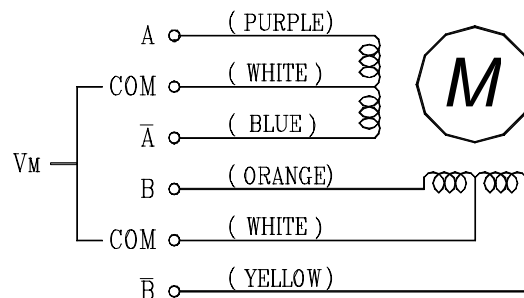 A (PURPLE)
COM (WHITE)
M
A̅ (BLUE)
VM
B (ORANGE)
COM (WHITE)
B̅ (YELLOW)